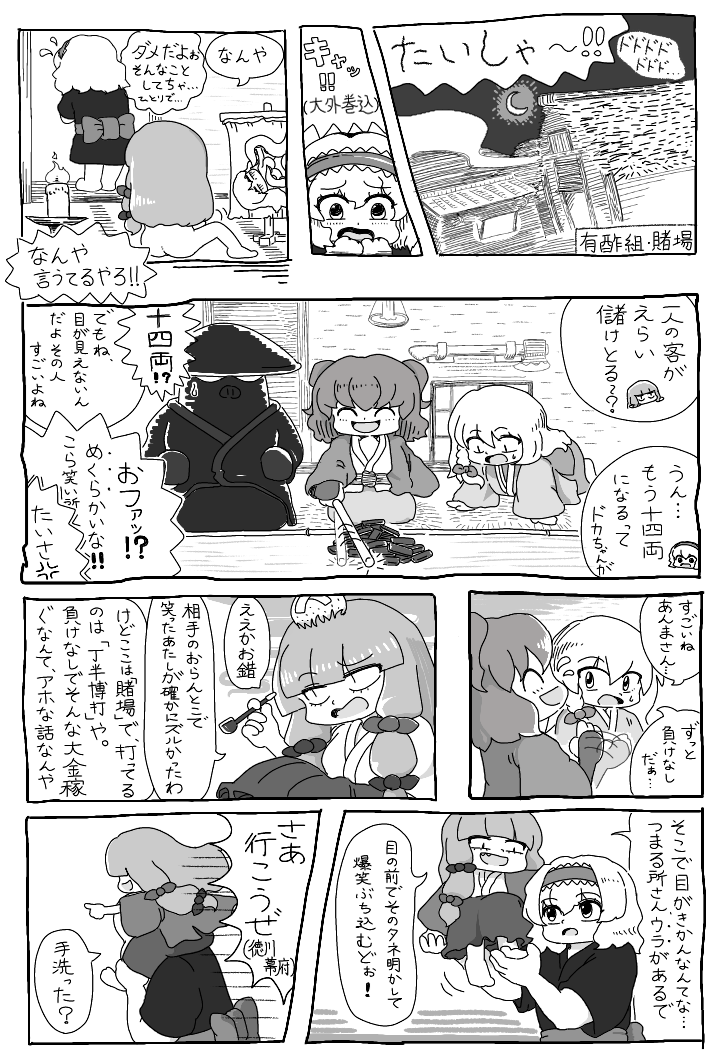 ドドドド
ドドド…
たいしゃ～!!
有酢組・賭場
キャッ
!!
(大外巻込)
なんや
ダメだよぉ
そんなこと
してちゃ…
ひとりで…
なんや
言うてるやろ!!
一人の客が
えらい
儲けとる??
うん…
もう十四両
になるって
ドカちゃんが
十四両
!?
でもね、
目が見えないん
だよその人
すごいよね
おファッ!?
めくらかいな!!
こら笑い所
たいさ
すごいね
あんまさん…
ずっと
負けなし
だぁ…
ええかお錯
相手のおらんとこで
笑ったあたしが確かにズルかったわ
けどここは「賭場」で、打ってる
のは「丁半博打」や。
負けなしでそんな大金稼
ぐなんて、アホな話なんや
そこで目がきかんなんてな…
つまる所さんウラがあるで
目の前でそのタネ明かして
爆笑ぶち込むどぉ!
さあ
行こうぜ
(徳川
幕府)
手洗った?